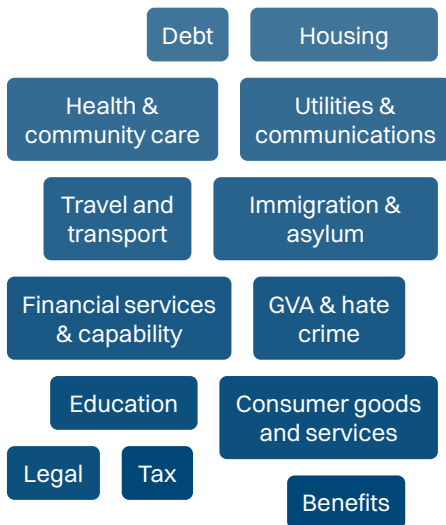 Debt
Housing
Health &
community care
Utilities &
communications
Travel and
transport
Immigration &
asylum
Financial services
& capability
GVA & hate
crime
Education
Consumer goods
and services
Legal
Tax
Benefits